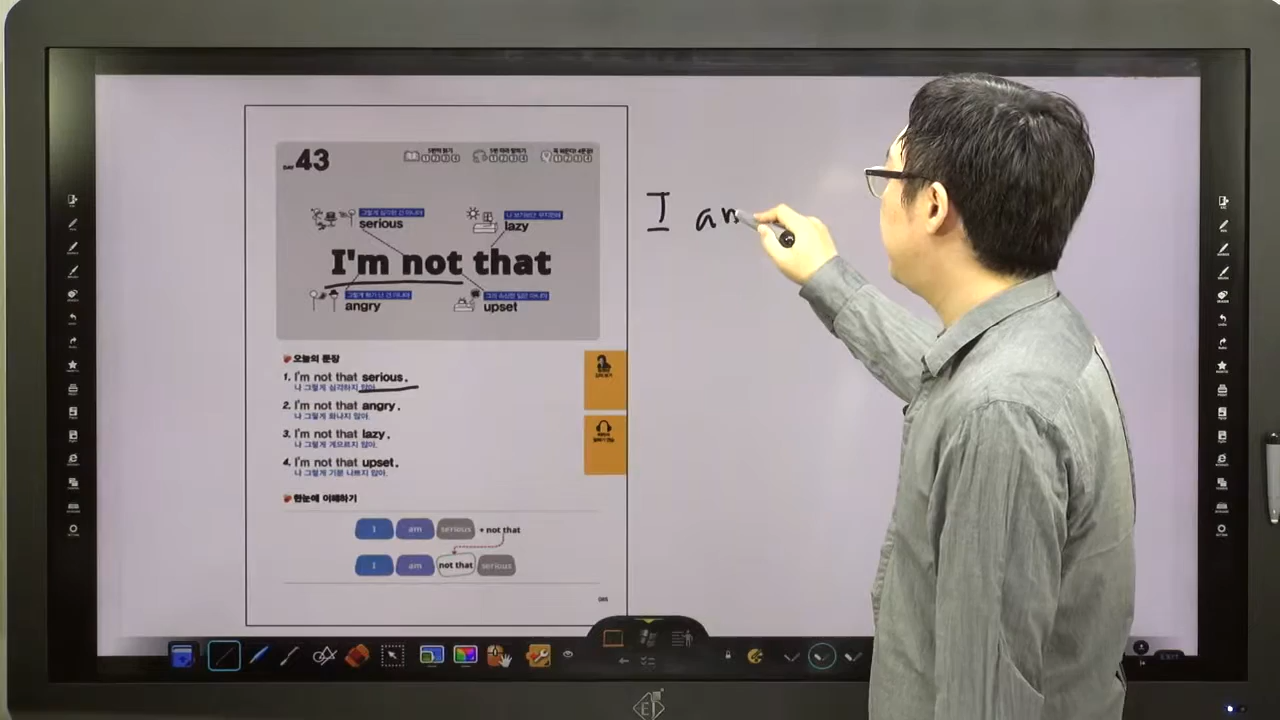 DAY 43
serious
lazy
I'm not that
angry
upset
오늘의 문장
1. I'm not that serious.
나 그렇게 심각하지 않아.
2. I'm not that angry.
나 그렇게 화나지 않아.
3. I'm not that lazy.
나 그렇게 게으르지 않아.
4. I'm not that upset.
나 그렇게 기분 나쁘지 않아.
한눈에 이해하기
I am serious + not that
I am not that serious
I am